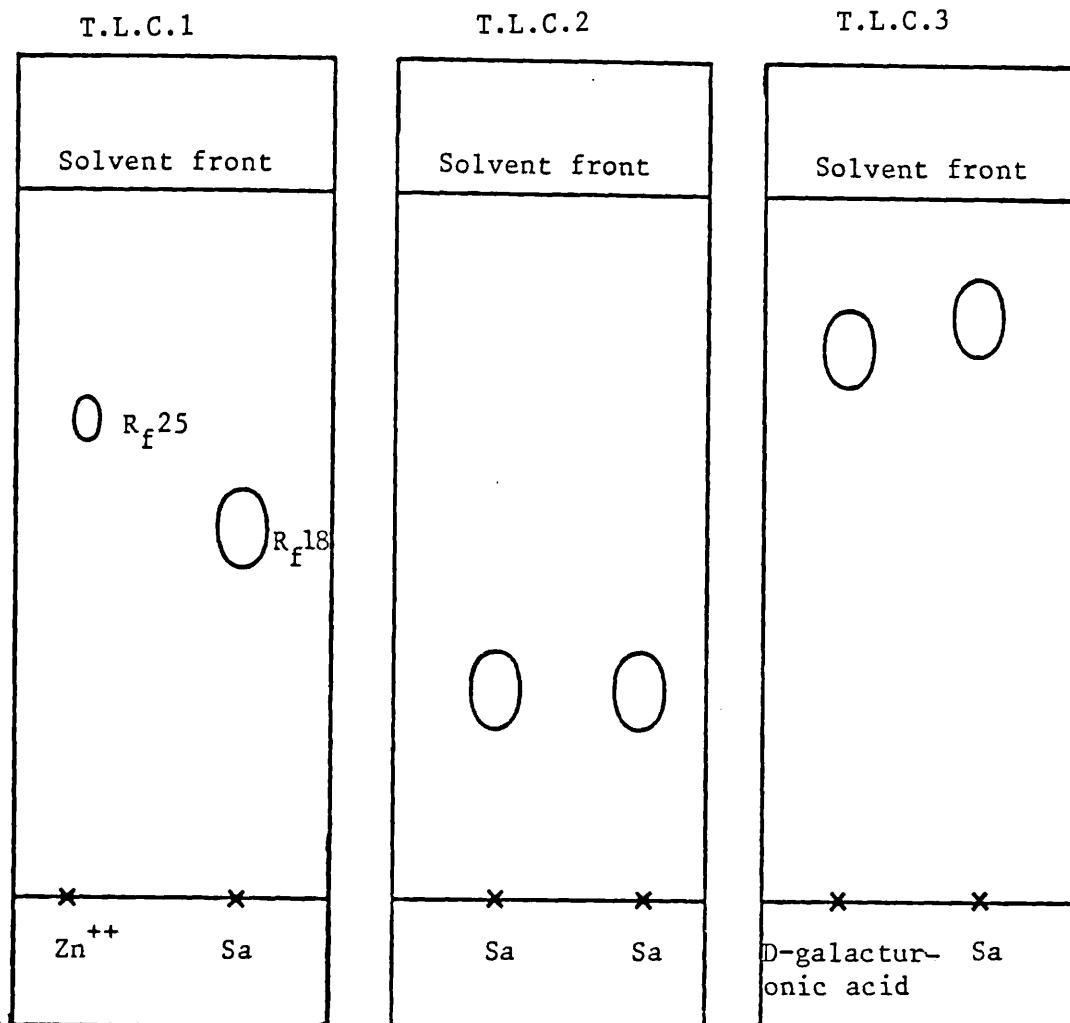 T.L.C.1
Solvent front
Rf25
Rf18
Zn++
Sa
T.L.C.2
Solvent front
Sa
Sa
T.L.C.3
Solvent front
D-galactur-
onic acid
Sa